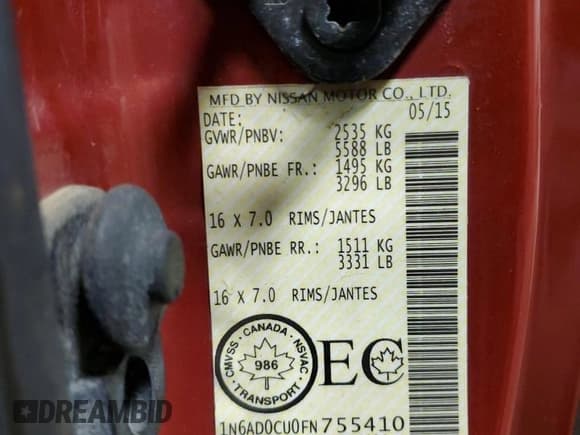 MFD BY NISSAN MOTOR CO., LTD.
DATE: 05/15
GVWR/PNBV: 2535 KG
5588 LB
GAWR/PNBE FR.: 1495 KG
3296 LB
16 X 7.0 RIMS/JANTES
GAWR/PNBE RR.: 1511 KG
3331 LB
16 X 7.0 RIMS/JANTES
CMVSS · CANADA · NSVAC
986
TRANSPORT
EC
1N6AD0CU0FN755410
DREAMBID